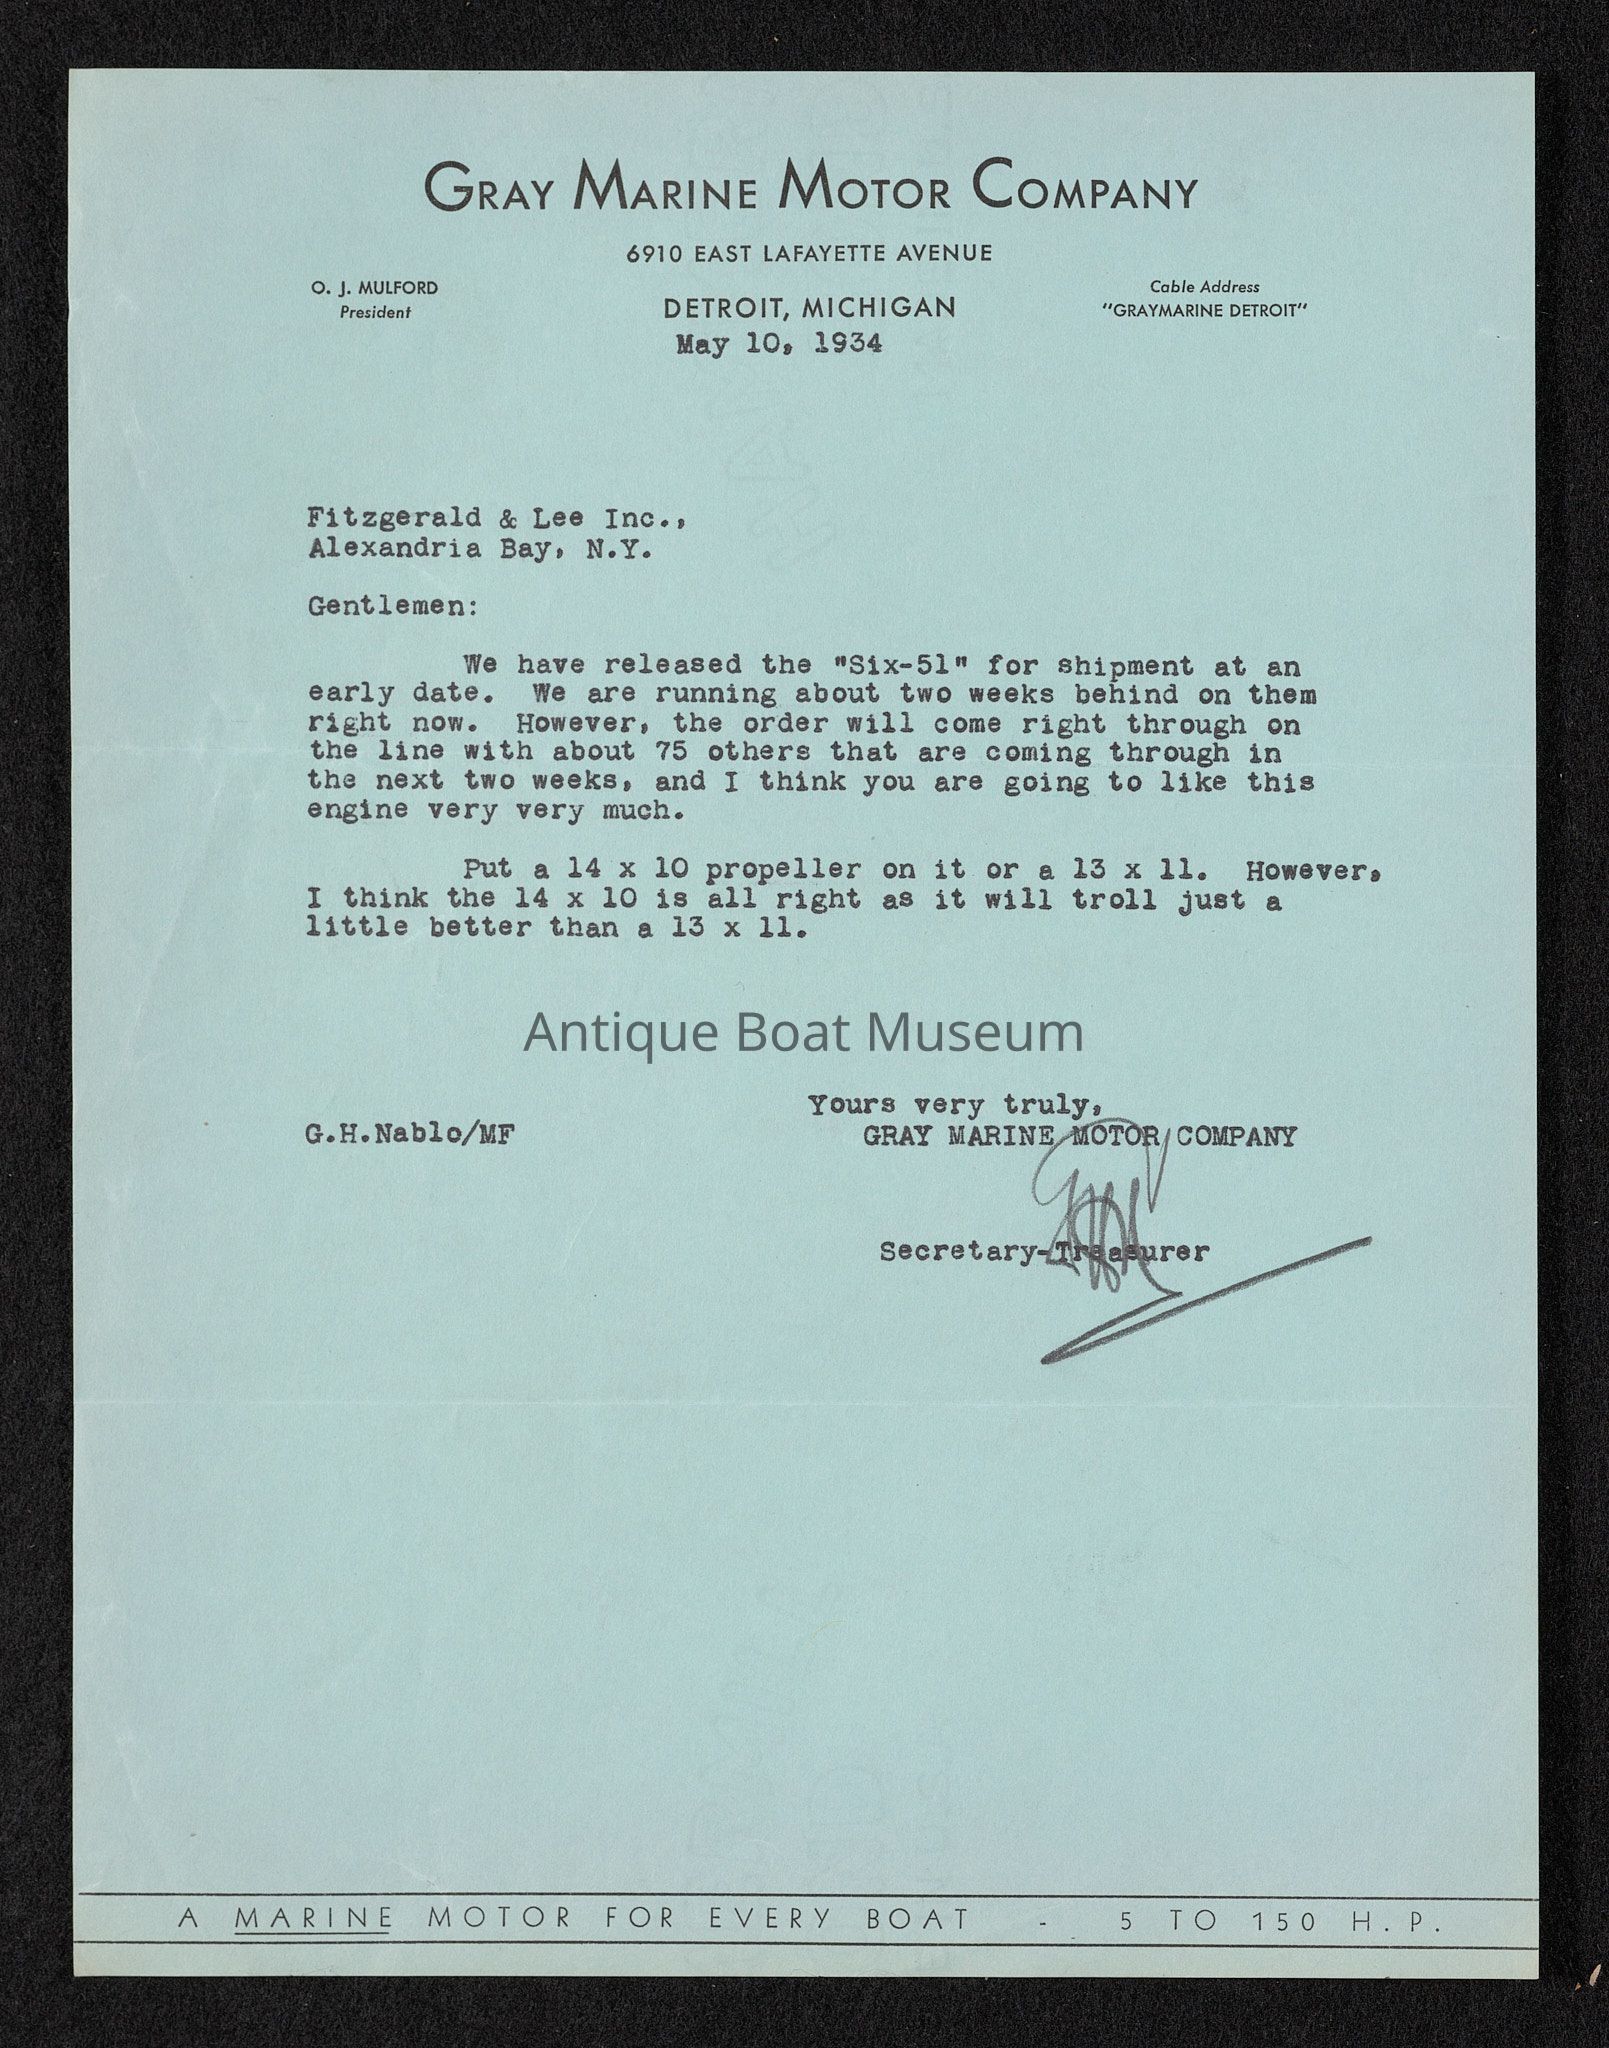 GRAY MARINE MOTOR COMPANY
6910 EAST LAFAYETTE AVENUE
O. J. MULFORD
President
DETROIT, MICHIGAN
Cable Address
"GRAYMARINE DETROIT"
May 10, 1934
Fitzgerald & Lee Inc.,
Alexandria Bay, N.Y.
Gentlemen:
We have released the "Six-51" for shipment at an
early date. We are running about two weeks behind on them
right now. However, the order will come right through on
the line with about 75 others that are coming through in
the next two weeks, and I think you are going to like this
engine very very much.
Put a 14 x 10 propeller on it or a 13 x 11. However,
I think the 14 x 10 is all right as it will troll just a
little better than a 13 x 11.
Antique Boat Museum
Yours very truly,
G.H.Nablo/MF
GRAY MARINE MOTOR COMPANY
Secretary-Treasurer
A MARINE MOTOR FOR EVERY BOAT - 5 TO 150 H.P.